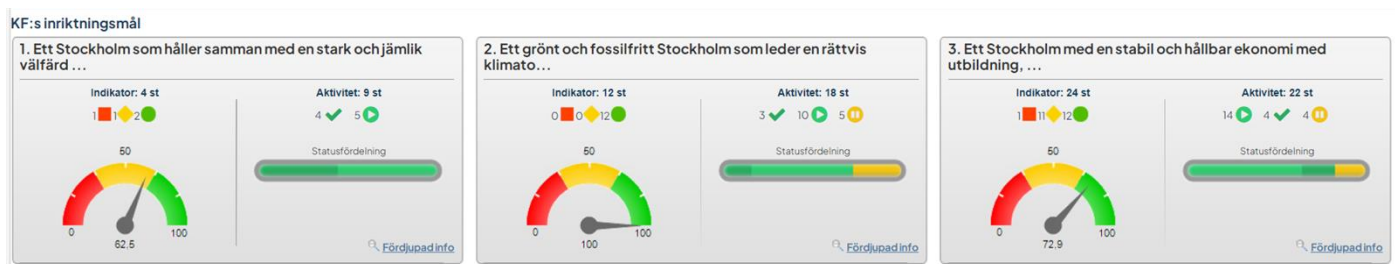 KF:s inriktningsmål
1. Ett Stockholm som håller samman med en stark och jämlik
välfärd ...
Indikator: 4 st
Aktivitet: 9 st
1 1 2
4 5
Statusfördelning
50
0
100
62,5
Fördjupad info
2. Ett grönt och fossilfritt Stockholm som leder en rättvis
klimato...
Indikator: 12 st
Aktivitet: 18 st
0 0 12
3 10 5
Statusfördelning
50
0
100
100
Fördjupad info
3. Ett Stockholm med en stabil och hållbar ekonomi med
utbildning, ...
Indikator: 24 st
Aktivitet: 22 st
1 11 12
14 4 4
Statusfördelning
50
0
100
72,9
Fördjupad info